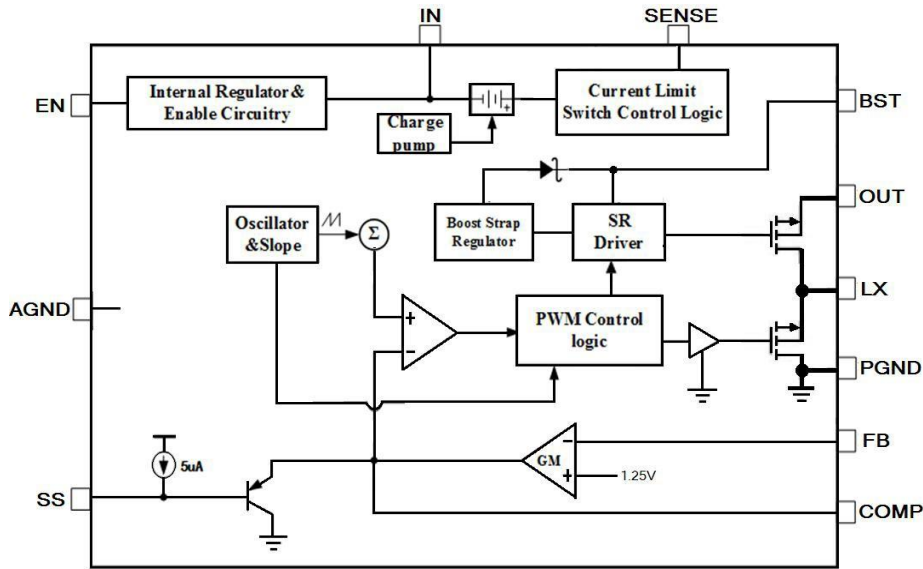 IN
SENSE
EN
Internal Regulator&
Enable Circuitry
+
Current Limit
Switch Control Logic
BST
Charge
pump
OUT
Oscillator
&Slope
Σ
Boost Strap
Regulator
SR
Driver
LX
AGND
+
−
PWM Control
logic
PGND
FB
−
GM
+
1.25V
5uA
SS
COMP